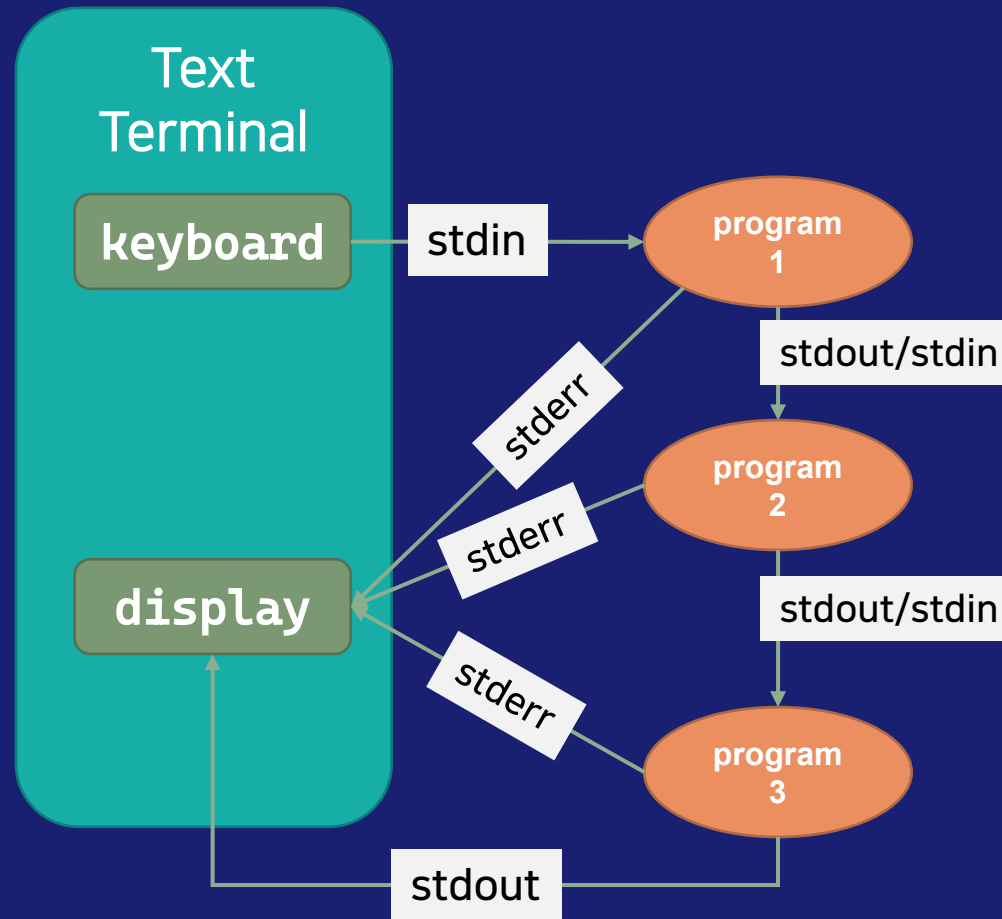 Text
Terminal
keyboard
stdin
program
1
stdout/stdin
stderr
program
2
stderr
display
stdout/stdin
stderr
program
3
stdout